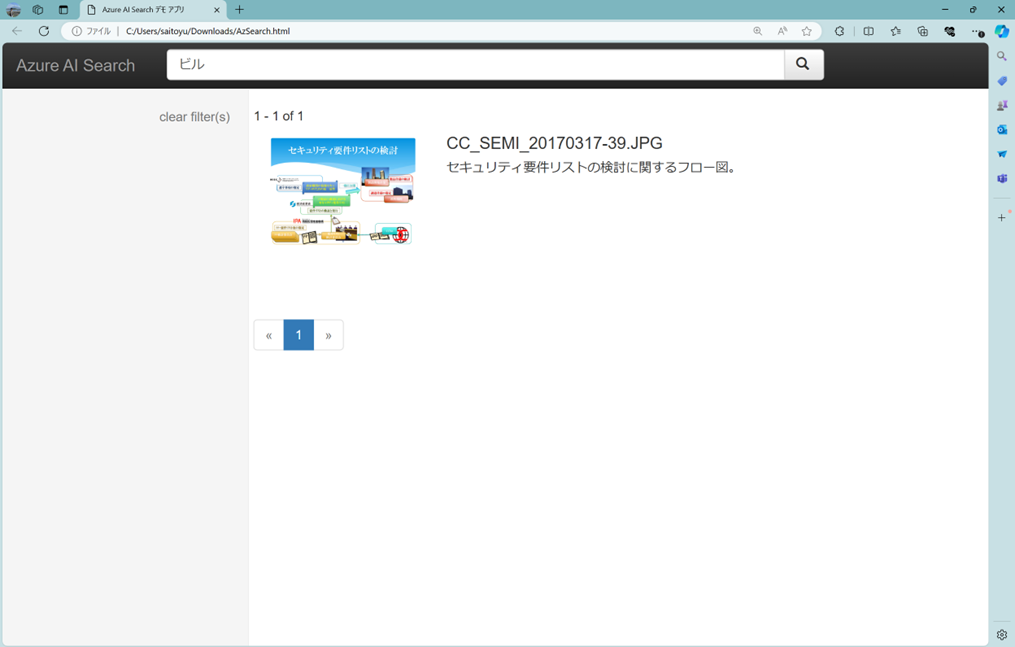 Azure AI Search デモ アプリ
ファイル
C:/Users/saitoyu/Downloads/AzSearch.html
Azure AI Search
ビル
clear filter(s)
1 - 1 of 1
CC_SEMI_20170317-39.JPG
セキュリティ要件リストの検討に関するフロー図。
セキュリティ要件リストの検討
IPA
« 1 »